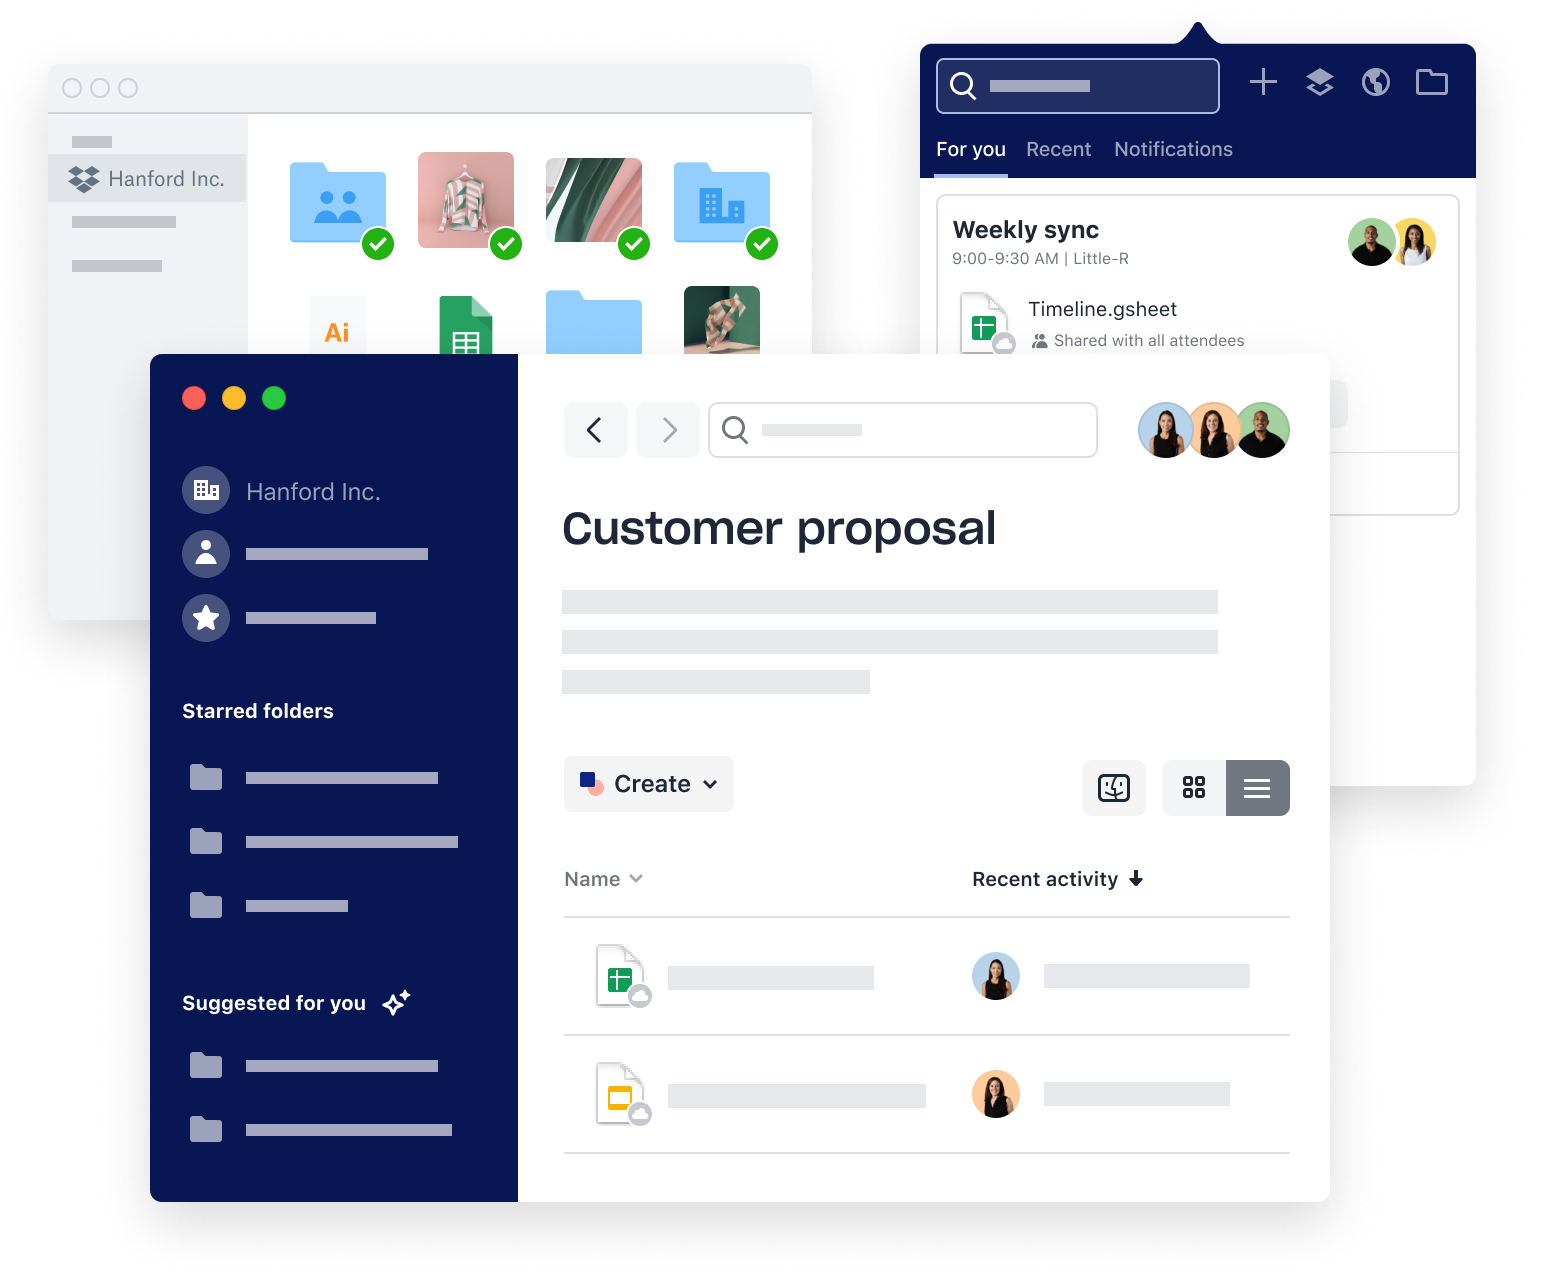 Hanford Inc.
Ai
For you
Recent
Notifications
Weekly sync
9:00-9:30 AM | Little-R
Timeline.gsheet
Shared with all attendees
Hanford Inc.
Starred folders
Suggested for you
Customer proposal
Create
Name
Recent activity